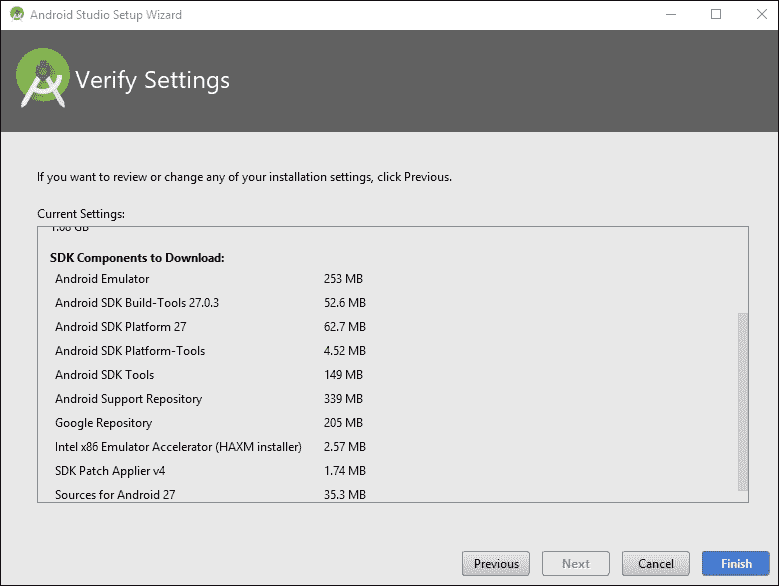 Android Studio Setup Wizard
Verify Settings
If you want to review or change any of your installation settings, click Previous.
Current Settings:
1.08 GB
SDK Components to Download:
Android Emulator 253 MB
Android SDK Build-Tools 27.0.3 52.6 MB
Android SDK Platform 27 62.7 MB
Android SDK Platform-Tools 4.52 MB
Android SDK Tools 149 MB
Android Support Repository 339 MB
Google Repository 205 MB
Intel x86 Emulator Accelerator (HAXM installer) 2.57 MB
SDK Patch Applier v4 1.74 MB
Sources for Android 27 35.3 MB
Previous Next Cancel Finish